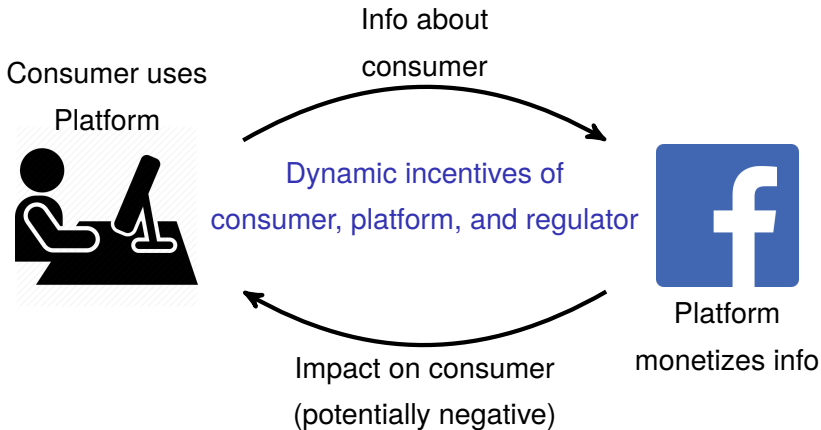 Info about
consumer
Consumer uses
Platform
Dynamic incentives of
consumer, platform, and regulator
Platform
monetizes info
Impact on consumer
(potentially negative)